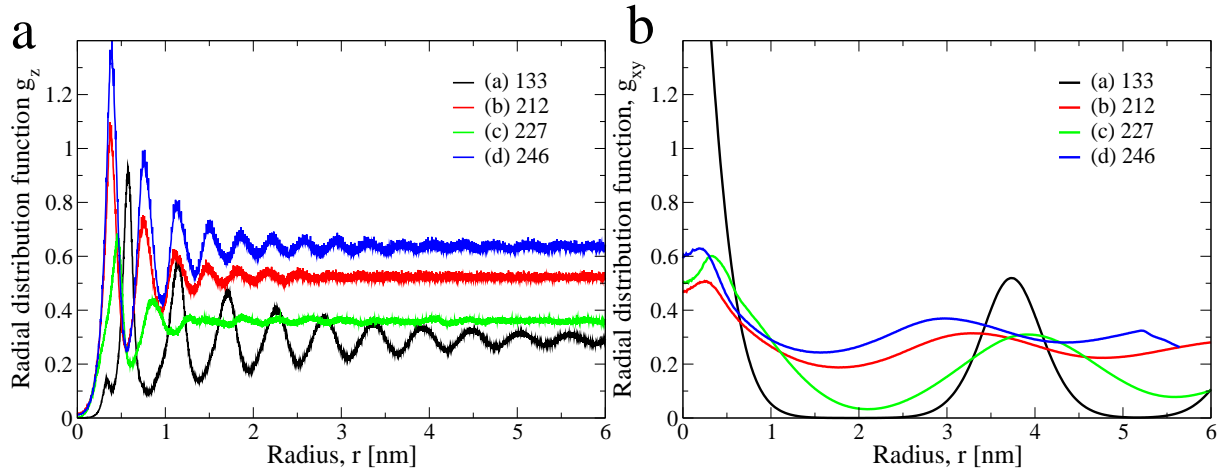 a
Radial distribution function g_z
1.2
1
0.8
0.6
0.4
0.2
0
0 1 2 3 4 5 6
Radius, r [nm]
(a) 133
(b) 212
(c) 227
(d) 246
b
Radial distribution function, g_xy
1.2
1
0.8
0.6
0.4
0.2
0
0 1 2 3 4 5 6
Radius, r [nm]
(a) 133
(b) 212
(c) 227
(d) 246